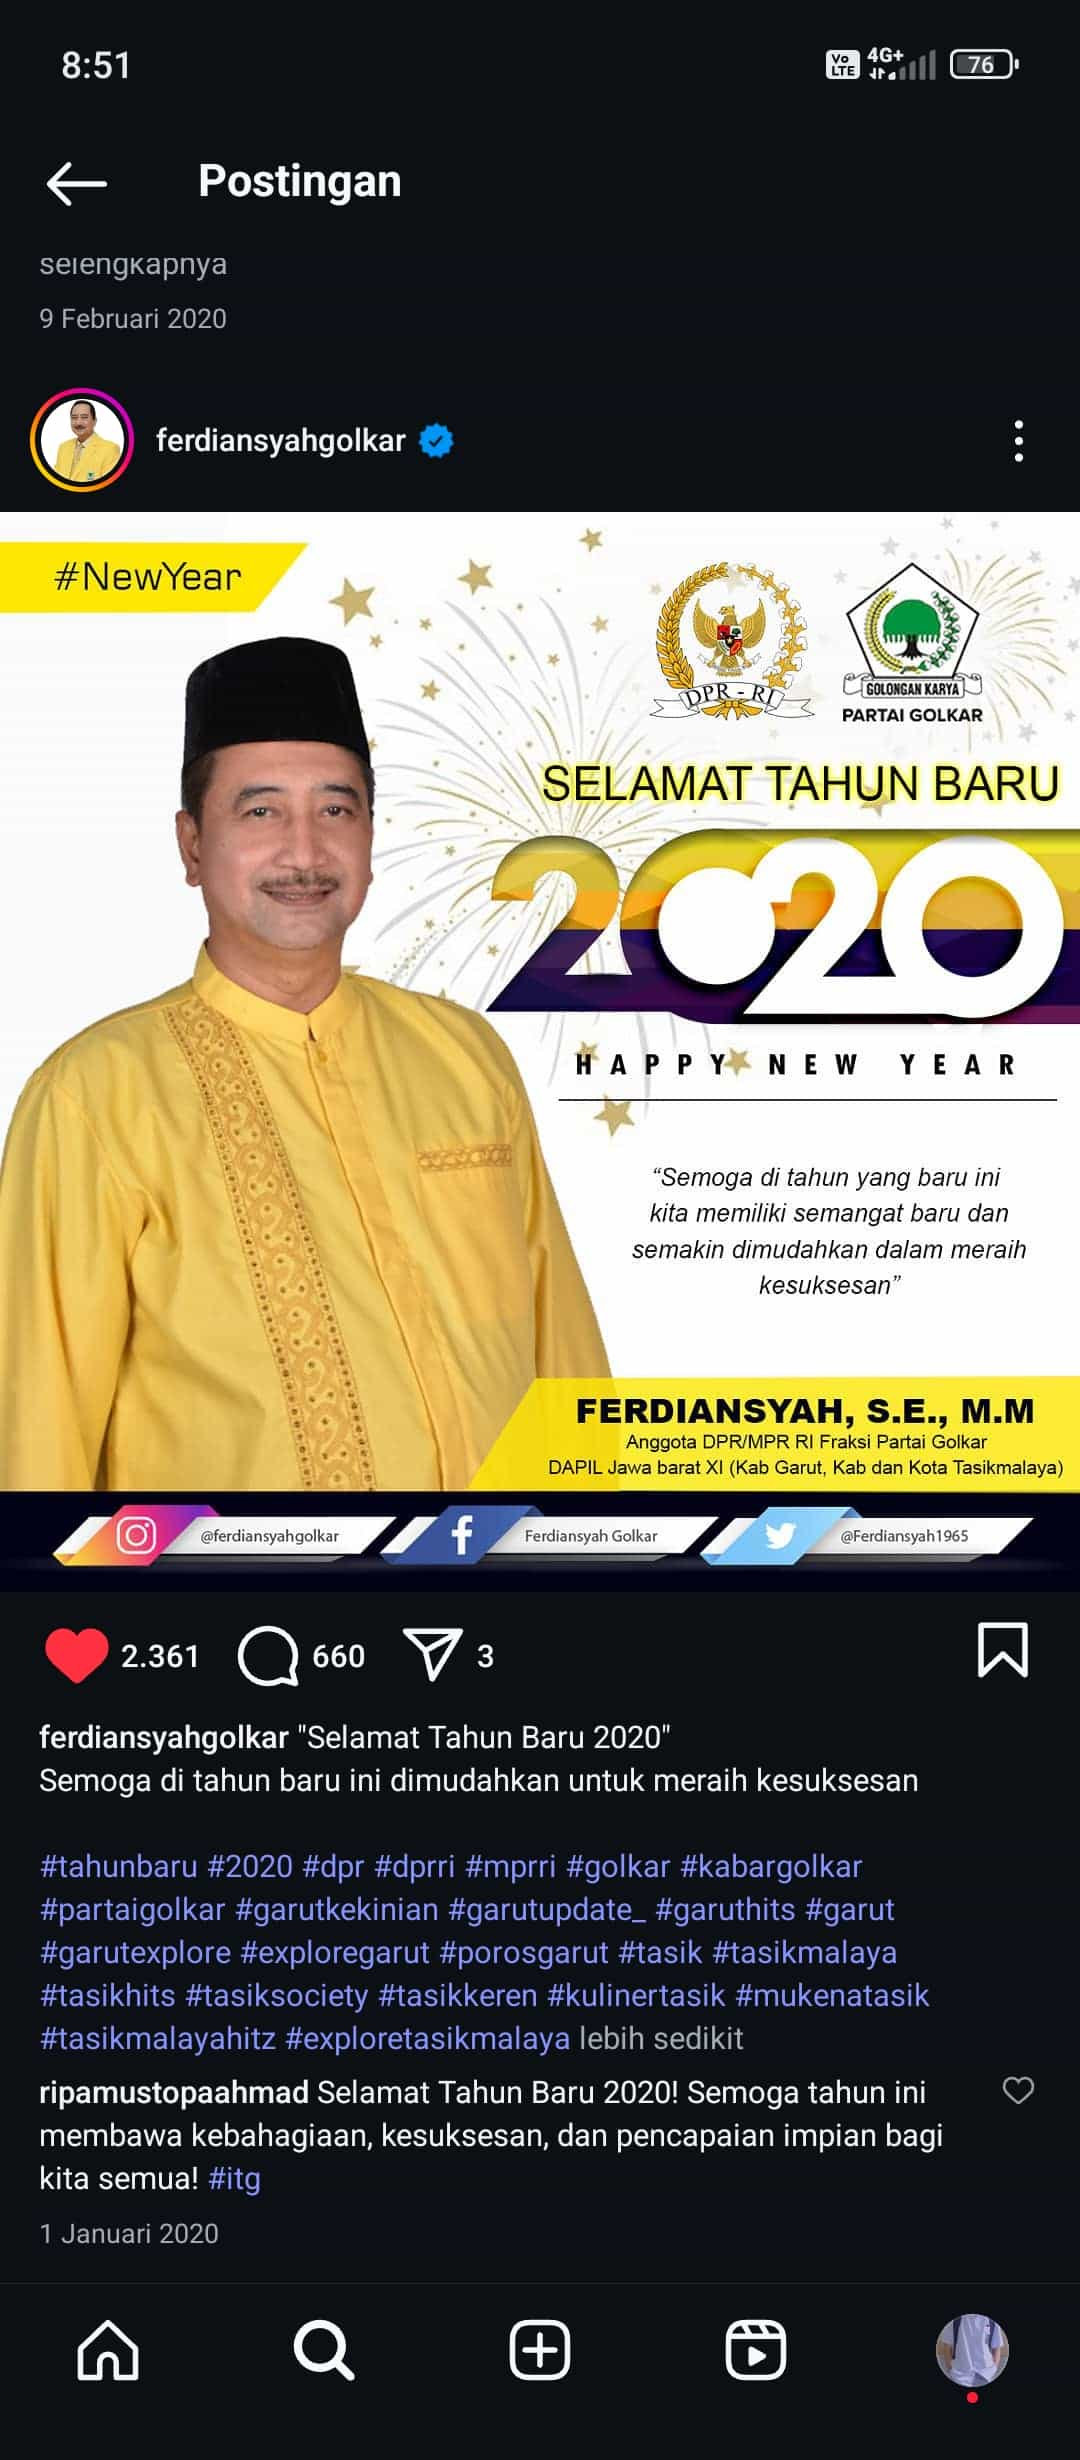 8:51
Vo
LTE
4G+
76
Postingan
selengkapnya
9 Februari 2020
ferdiansyahgolkar
#NewYear
DPR - RI
GOLONGAN KARYA
PARTAI GOLKAR
SELAMAT TAHUN BARU
2020
HAPPY NEW YEAR
“Semoga di tahun yang baru ini
kita memiliki semangat baru dan
semakin dimudahkan dalam meraih
kesuksesan”
FERDIANSYAH, S.E., M.M
Anggota DPR/MPR RI Fraksi Partai Golkar
DAPIL Jawa barat XI (Kab Garut, Kab dan Kota Tasikmalaya)
@ferdiansyahgolkar
Ferdiansyah Golkar
@Ferdiansyah1965
2.361
660
3
ferdiansyahgolkar "Selamat Tahun Baru 2020"
Semoga di tahun baru ini dimudahkan untuk meraih kesuksesan
#tahunbaru #2020 #dpr #dprri #mprri #golkar #kabargolkar
#partaigolkar #garutkekinian #garutupdate_ #garuthits #garut
#garutexplore #exploregarut #porosgarut #tasik #tasikmalaya
#tasikhits #tasiksociety #tasikkeren #kulinertasik #mukenatasik
#tasikmalayahitz #exploretasikmalaya lebih sedikit
ripamustopaahmad Selamat Tahun Baru 2020! Semoga tahun ini
membawa kebahagiaan, kesuksesan, dan pencapaian impian bagi
kita semua! #itg
1 Januari 2020